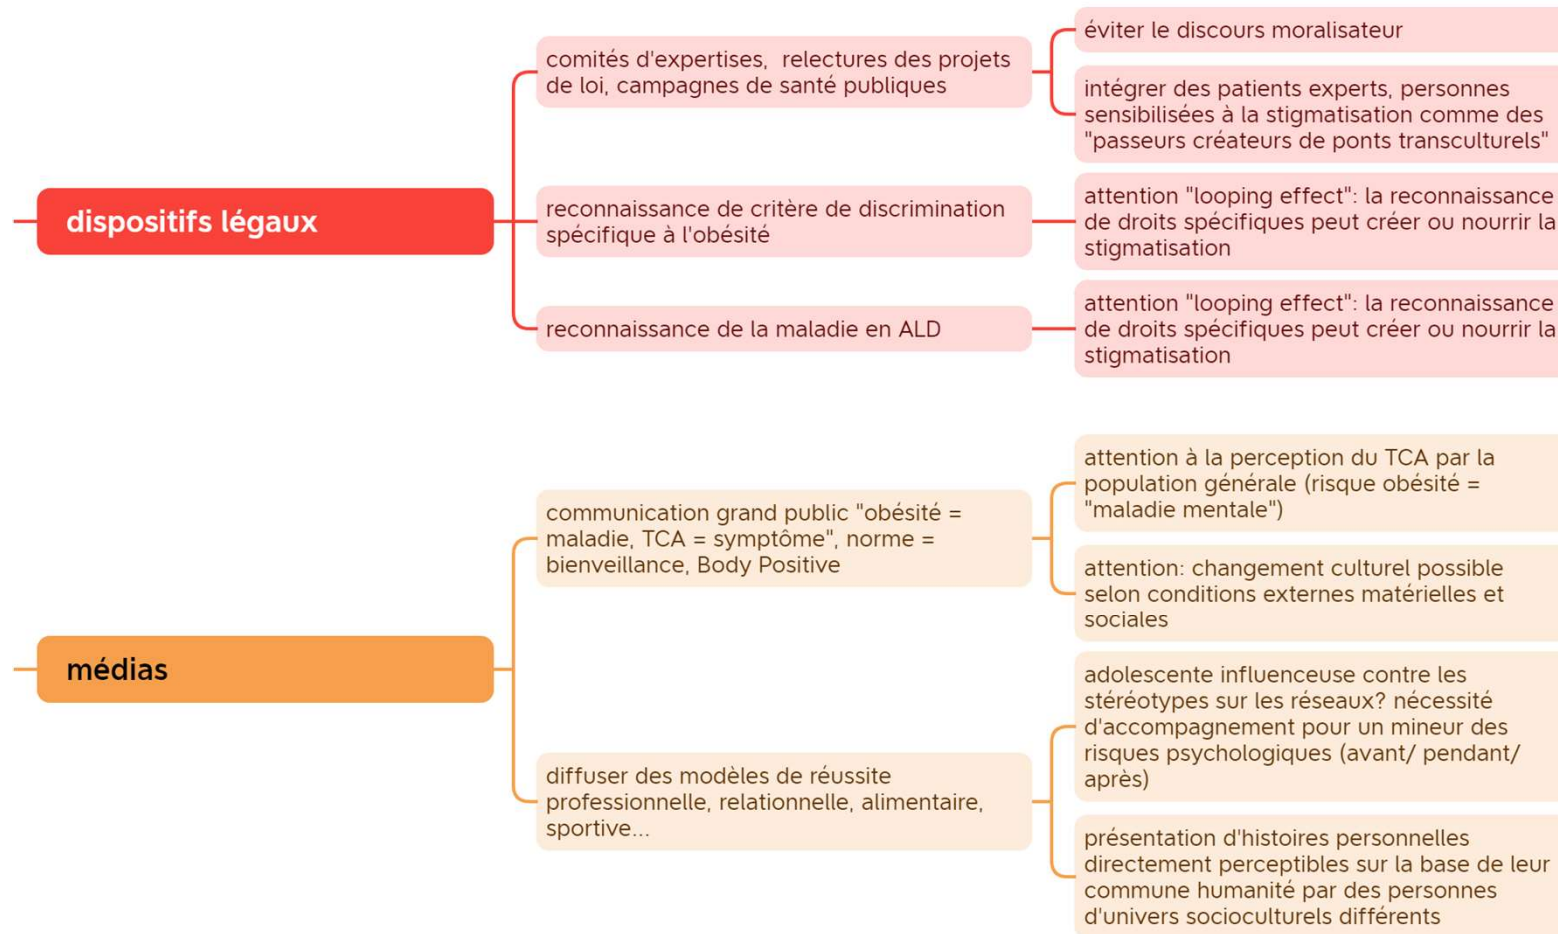 dispositifs légaux
comités d'expertises,  relectures des projets
de loi, campagnes de santé publiques
éviter le discours moralisateur
intégrer des patients experts, personnes
sensibilisées à la stigmatisation comme des
"passeurs créateurs de ponts transculturels"
reconnaissance de critère de discrimination
spécifique à l'obésité
attention "looping effect": la reconnaissance
de droits spécifiques peut créer ou nourrir la
stigmatisation
reconnaissance de la maladie en ALD
attention "looping effect": la reconnaissance
de droits spécifiques peut créer ou nourrir la
stigmatisation
médias
communication grand public "obésité =
maladie, TCA = symptôme", norme =
bienveillance, Body Positive
attention à la perception du TCA par la
population générale (risque obésité =
"maladie mentale")
attention: changement culturel possible
selon conditions externes matérielles et
sociales
diffuser des modèles de réussite
professionnelle, relationnelle, alimentaire,
sportive...
adolescente influenceuse contre les
stéréotypes sur les réseaux? nécessité
d'accompagnement pour un mineur des
risques psychologiques (avant/ pendant/
après)
présentation d'histoires personnelles
directement perceptibles sur la base de leur
commune humanité par des personnes
d'univers socioculturels différents